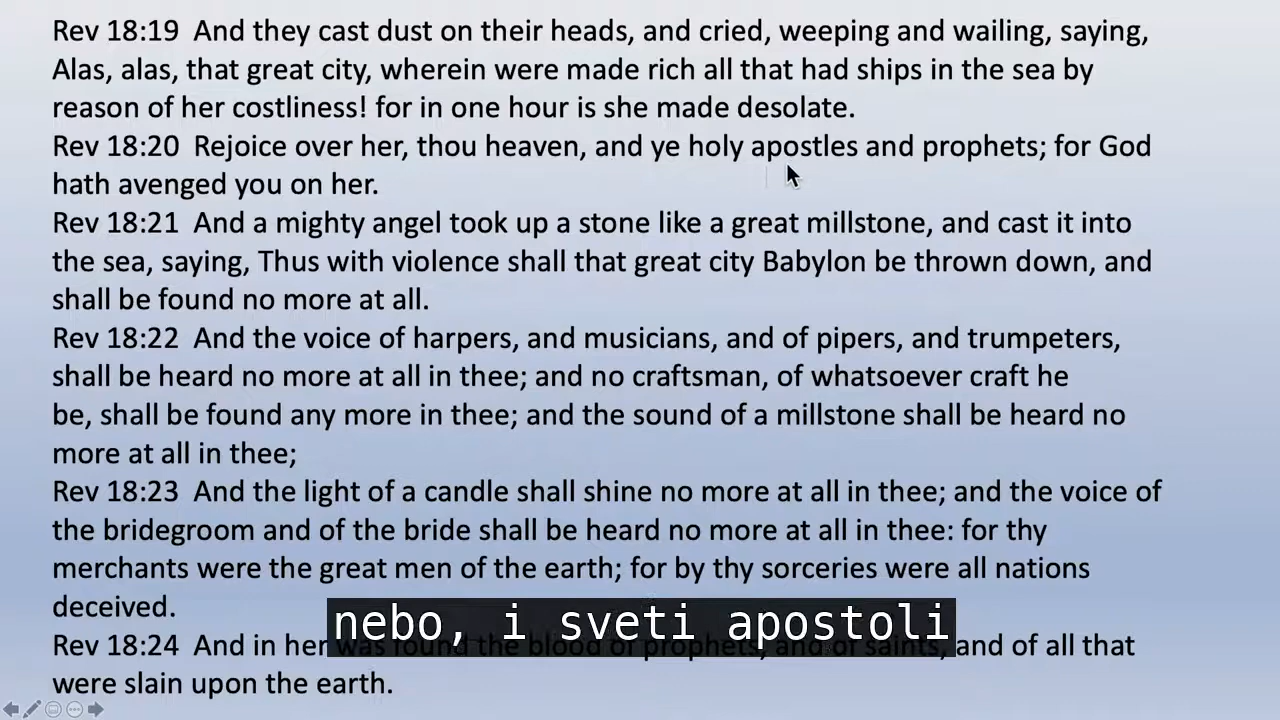 Rev 18:19 And they cast dust on their heads, and cried, weeping and wailing, saying,
Alas, alas, that great city, wherein were made rich all that had ships in the sea by
reason of her costliness! for in one hour is she made desolate.
Rev 18:20 Rejoice over her, thou heaven, and ye holy apostles and prophets; for God
hath avenged you on her.
Rev 18:21 And a mighty angel took up a stone like a great millstone, and cast it into
the sea, saying, Thus with violence shall that great city Babylon be thrown down, and
shall be found no more at all.
Rev 18:22 And the voice of harpers, and musicians, and of pipers, and trumpeters,
shall be heard no more at all in thee; and no craftsman, of whatsoever craft he
be, shall be found any more in thee; and the sound of a millstone shall be heard no
more at all in thee;
Rev 18:23 And the light of a candle shall shine no more at all in thee; and the voice of
the bridegroom and of the bride shall be heard no more at all in thee: for thy
merchants were the great men of the earth; for by thy sorceries were all nations
deceived.
nebo, i sveti apostoli
Rev 18:24 And in her was found the blood of prophets, and of saints, and of all that
were slain upon the earth.